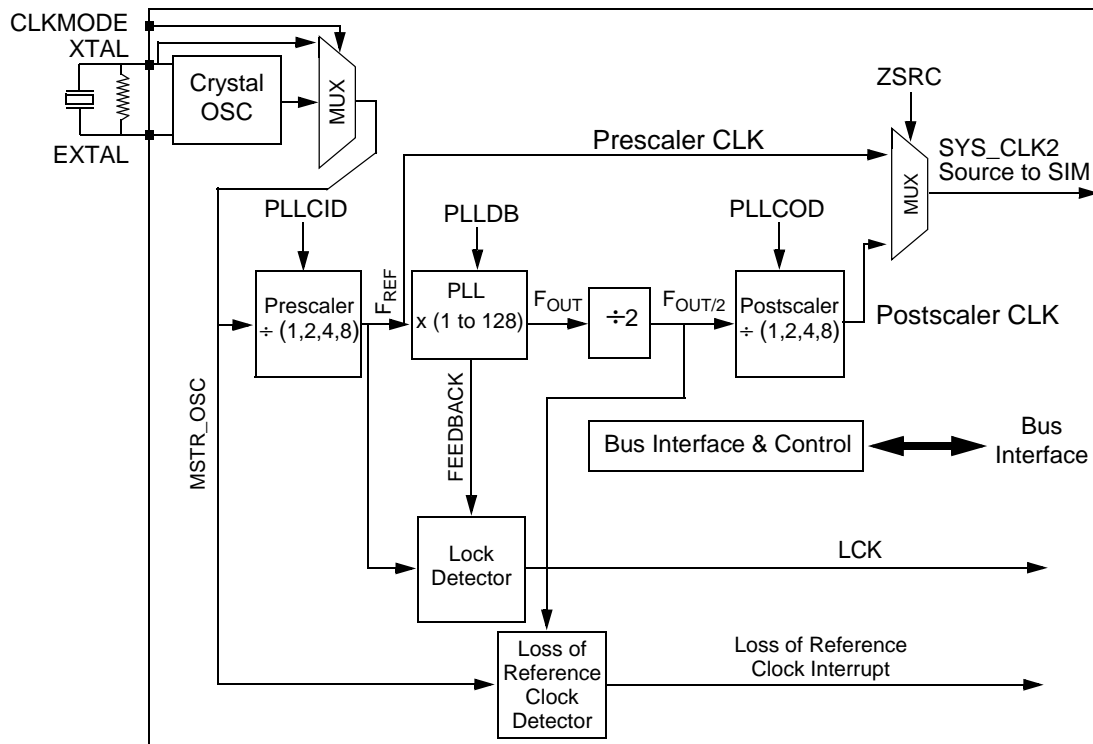 CLKMODE
XTAL
EXTAL
Crystal
OSC
MUX
ZSRC
Prescaler CLK
MUX
SYS_CLK2
Source to SIM
PLLCID
PLLDB
PLLCOD
Prescaler
÷ (1,2,4,8)
FREF
PLL
x (1 to 128)
FOUT
÷2
FOUT/2
Postscaler
÷ (1,2,4,8)
Postscaler CLK
MSTR_OSC
FEEDBACK
Bus Interface & Control
Bus
Interface
Lock
Detector
LCK
Loss of
Reference
Clock
Detector
Loss of Reference
Clock Interrupt